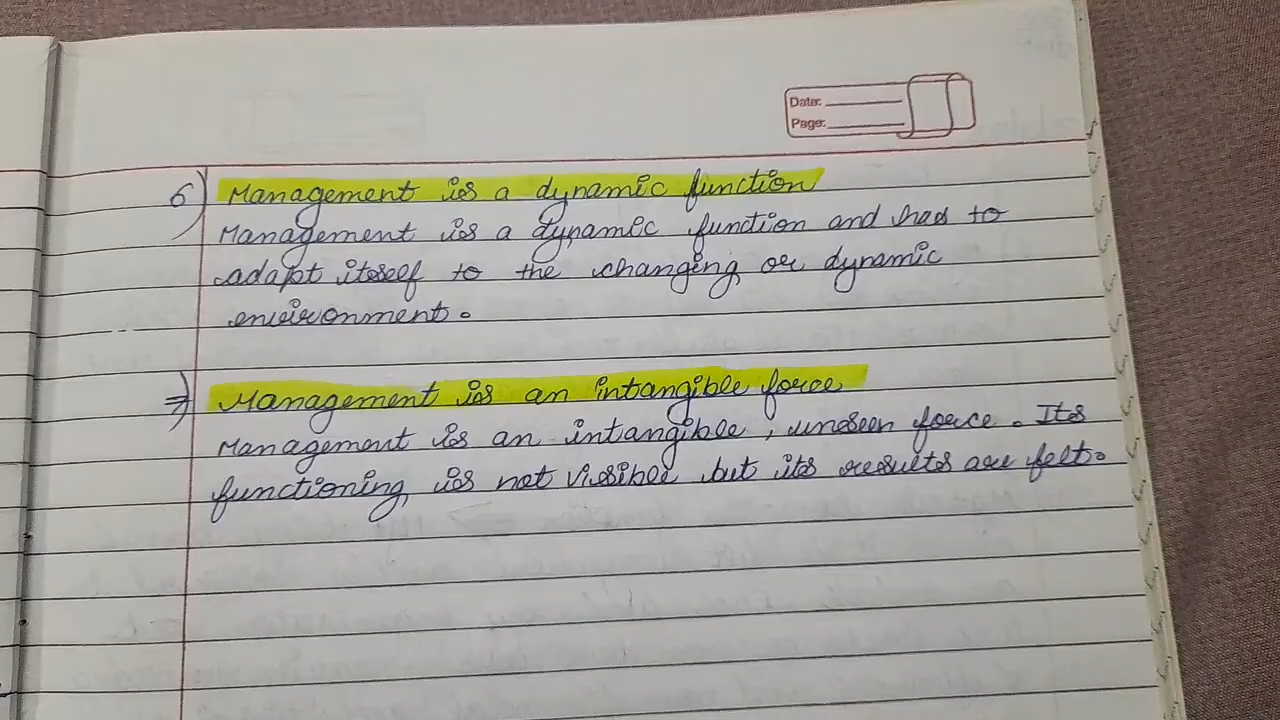 Date:
Page:
6) Management is a dynamic function
Management is a dynamic function and has to
adapt itself to the changing or dynamic
environment.
7) Management is an intangible force
Management is an intangible, unseen force. Its
functioning is not visible but its results are felt.